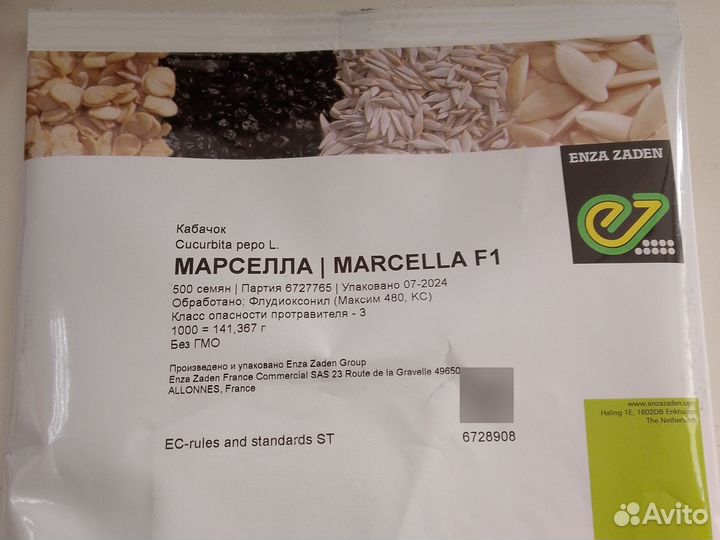 ENZA ZADEN
Кабачок
Cucurbita pepo L.
МАРСЕЛЛА | MARCELLA F1
500 семян | Партия 6727765 | Упаковано 07-2024
Обработано: Флудиоксонил (Максим 480, КС)
Класс опасности протравителя - 3
1000 = 141,367 г
Без ГМО
Произведено и упаковано Enza Zaden Group
Enza Zaden France Commercial SAS 23 Route de la Gravelle 49650
ALLONNES, France
www.enzazaden.com
Haling 1E, 1602DB Enkhuizen
The Netherlands
EC-rules and standards ST
6728908
Avito